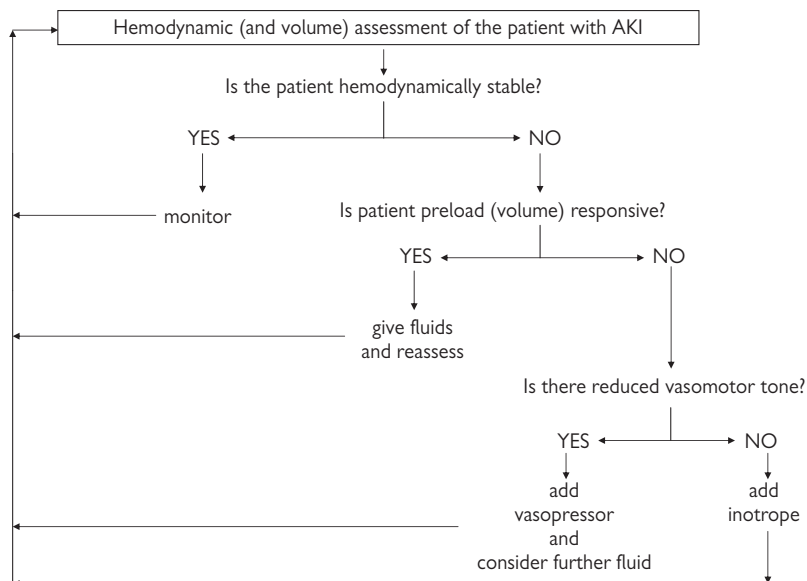 Hemodynamic (and volume) assessment of the patient with AKI
Is the patient hemodynamically stable?
YES
NO
monitor
Is patient preload (volume) responsive?
YES
NO
give fluids
and reassess
Is there reduced vasomotor tone?
YES
NO
add
vasopressor
and
consider further fluid
add
inotrope